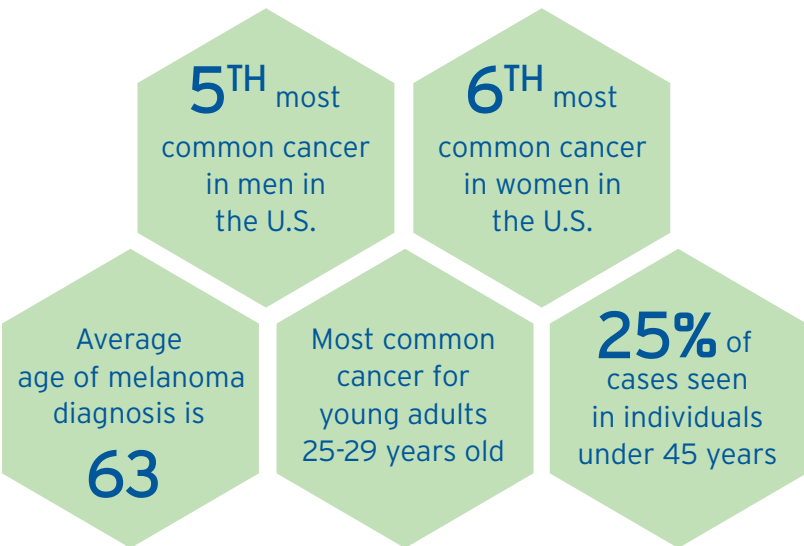 5TH most
common cancer
in men in
the U.S.
6TH most
common cancer
in women in
the U.S.
Average
age of melanoma
diagnosis is
63
Most common
cancer for
young adults
25-29 years old
25% of
cases seen
in individuals
under 45 years